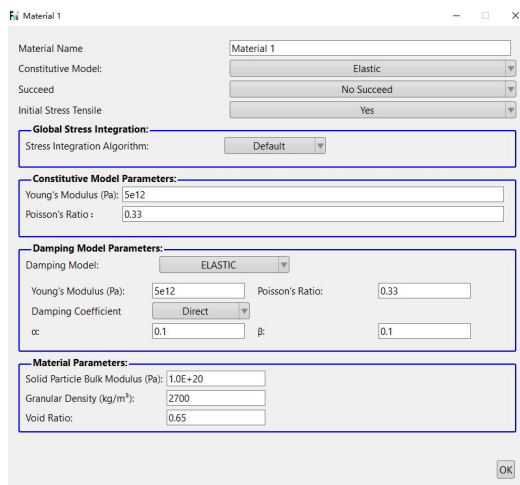 Material 1
Material Name Material 1
Constitutive Model: Elastic
Succeed No Succeed
Initial Stress Tensile Yes
Global Stress Integration:
Stress Integration Algorithm: Default
Constitutive Model Parameters:
Young's Modulus (Pa): 5e12
Poisson's Ratio： 0.33
Damping Model Parameters:
Damping Model: ELASTIC
Young's Modulus (Pa): 5e12 Poisson's Ratio: 0.33
Damping Coefficient Direct
α: 0.1 β: 0.1
Material Parameters:
Solid Particle Bulk Modulus (Pa): 1.0E+20
Granular Density (kg/m³): 2700
Void Ratio: 0.65
OK